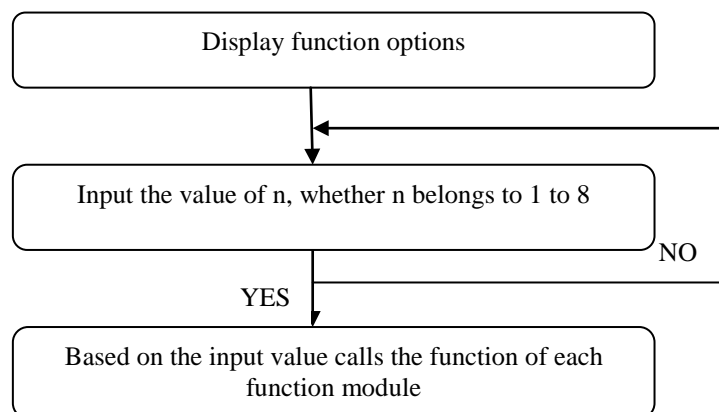 Display function options
Input the value of n, whether n belongs to 1 to 8
NO
YES
Based on the input value calls the function of each
function module